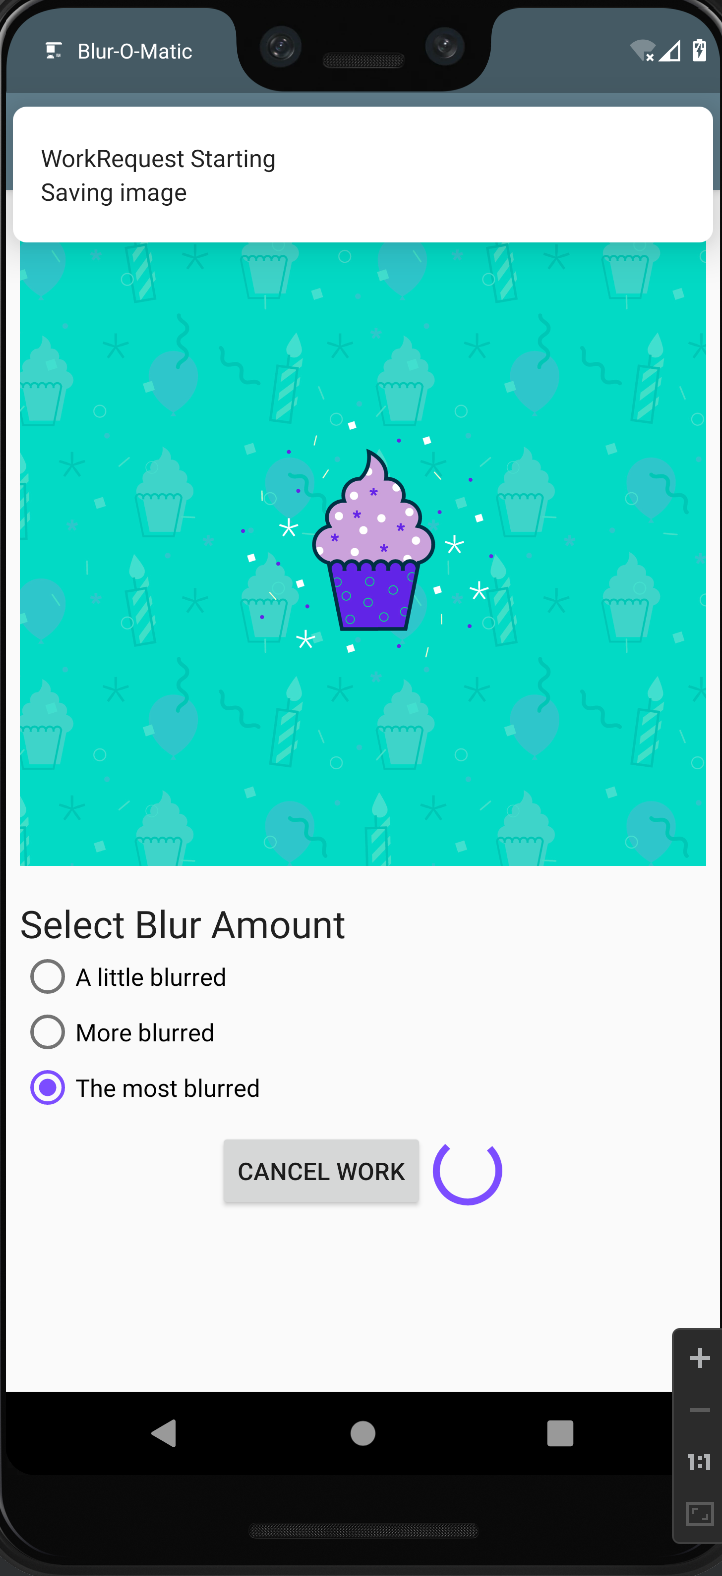 Blur-O-Matic
WorkRequest Starting
Saving image
Select Blur Amount
A little blurred
More blurred
The most blurred
CANCEL WORK
1:1